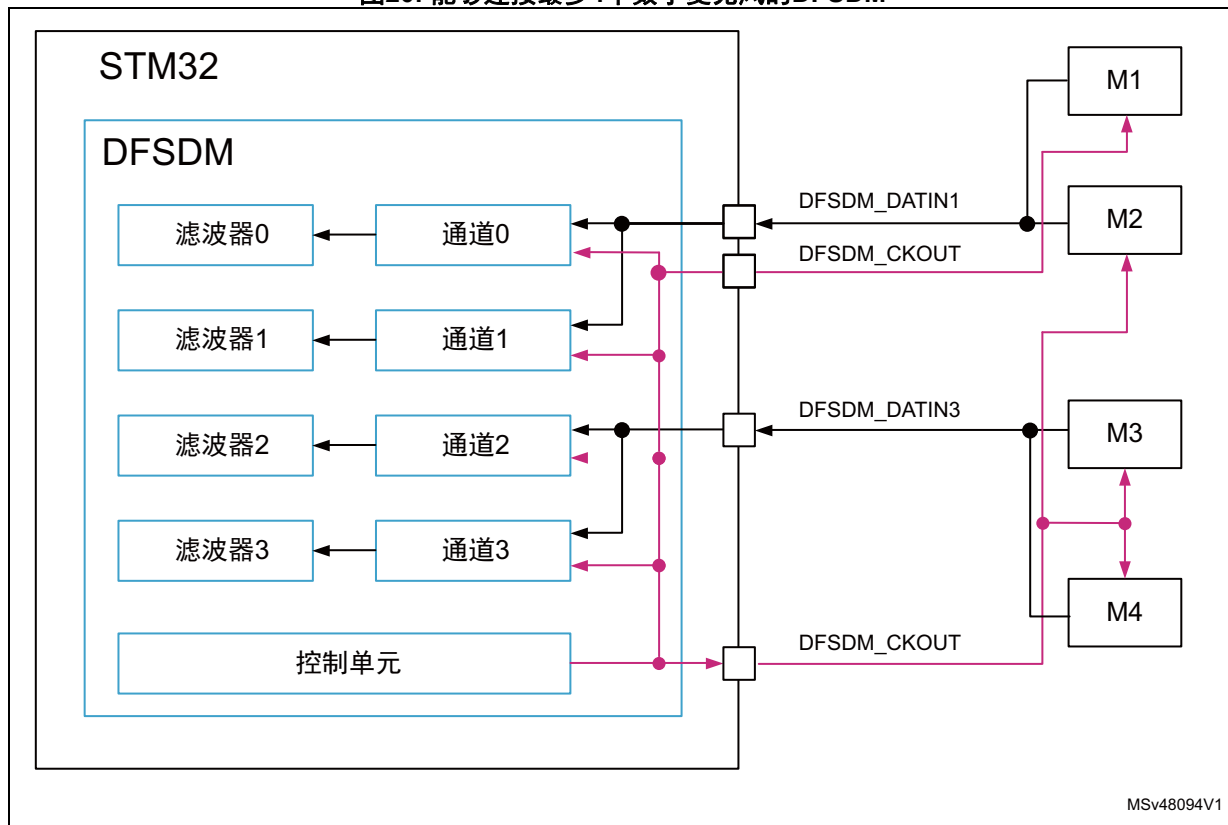 STM32
DFSDM
滤波器0
通道0
滤波器1
通道1
滤波器2
通道2
滤波器3
通道3
控制单元
DFSDM_DATIN1
DFSDM_CKOUT
DFSDM_DATIN3
DFSDM_CKOUT
M1
M2
M3
M4
MSv48094V1